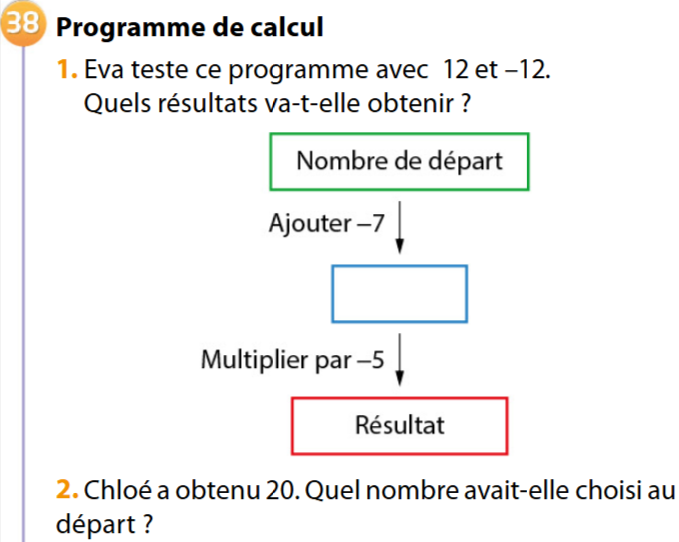 38 Programme de calcul
1. Eva teste ce programme avec 12 et –12.
Quels résultats va-t-elle obtenir ?
Nombre de départ
Ajouter –7
Multiplier par –5
Résultat
2. Chloé a obtenu 20. Quel nombre avait-elle choisi au
départ ?